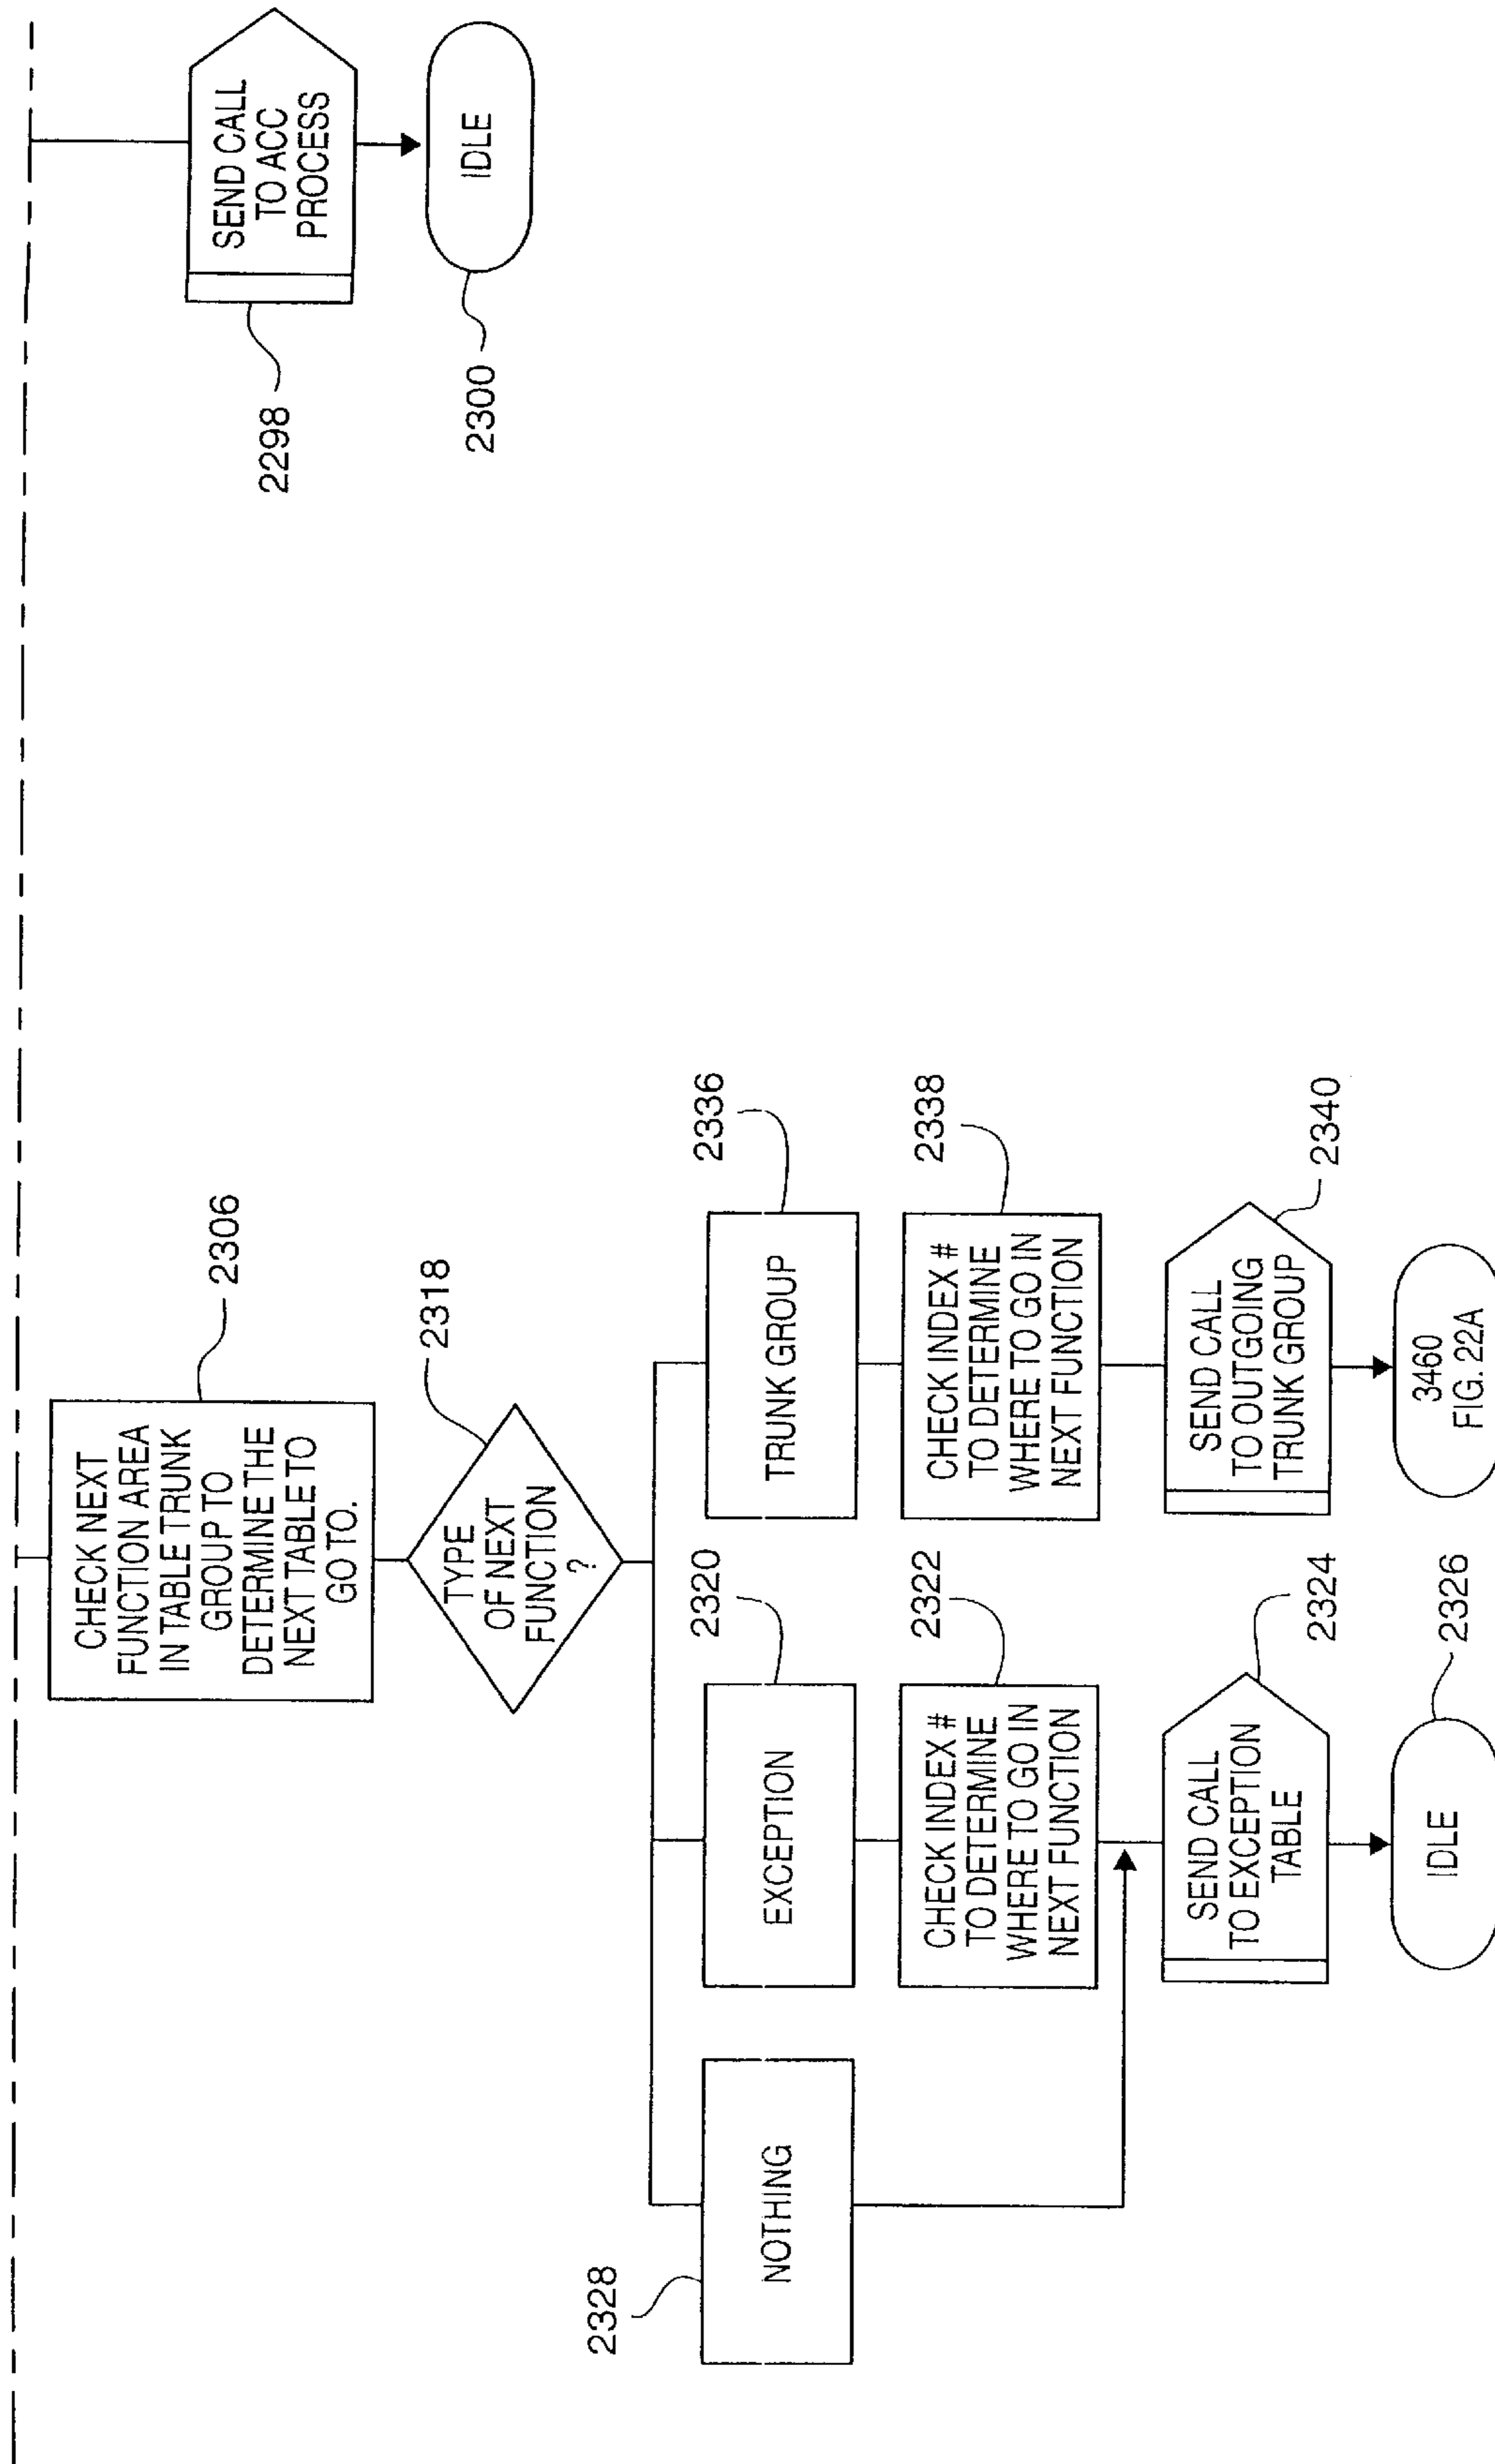 SEND CALL
TO ACC
PROCESS
2298
IDLE
2300
CHECK NEXT
FUNCTION AREA
IN TABLE TRUNK
GROUP TO
DETERMINE THE
NEXT TABLE TO
GO TO.
2306
TYPE
OF NEXT
FUNCTION
?
2318
2328
NOTHING
EXCEPTION
2320
TRUNK GROUP
2336
CHECK INDEX #
TO DETERMINE
WHERE TO GO IN
NEXT FUNCTION
2322
CHECK INDEX #
TO DETERMINE
WHERE TO GO IN
NEXT FUNCTION
2338
SEND CALL
TO EXCEPTION
TABLE
2324
SEND CALL
TO OUTGOING
TRUNK GROUP
2340
IDLE
2326
3460
FIG. 22A